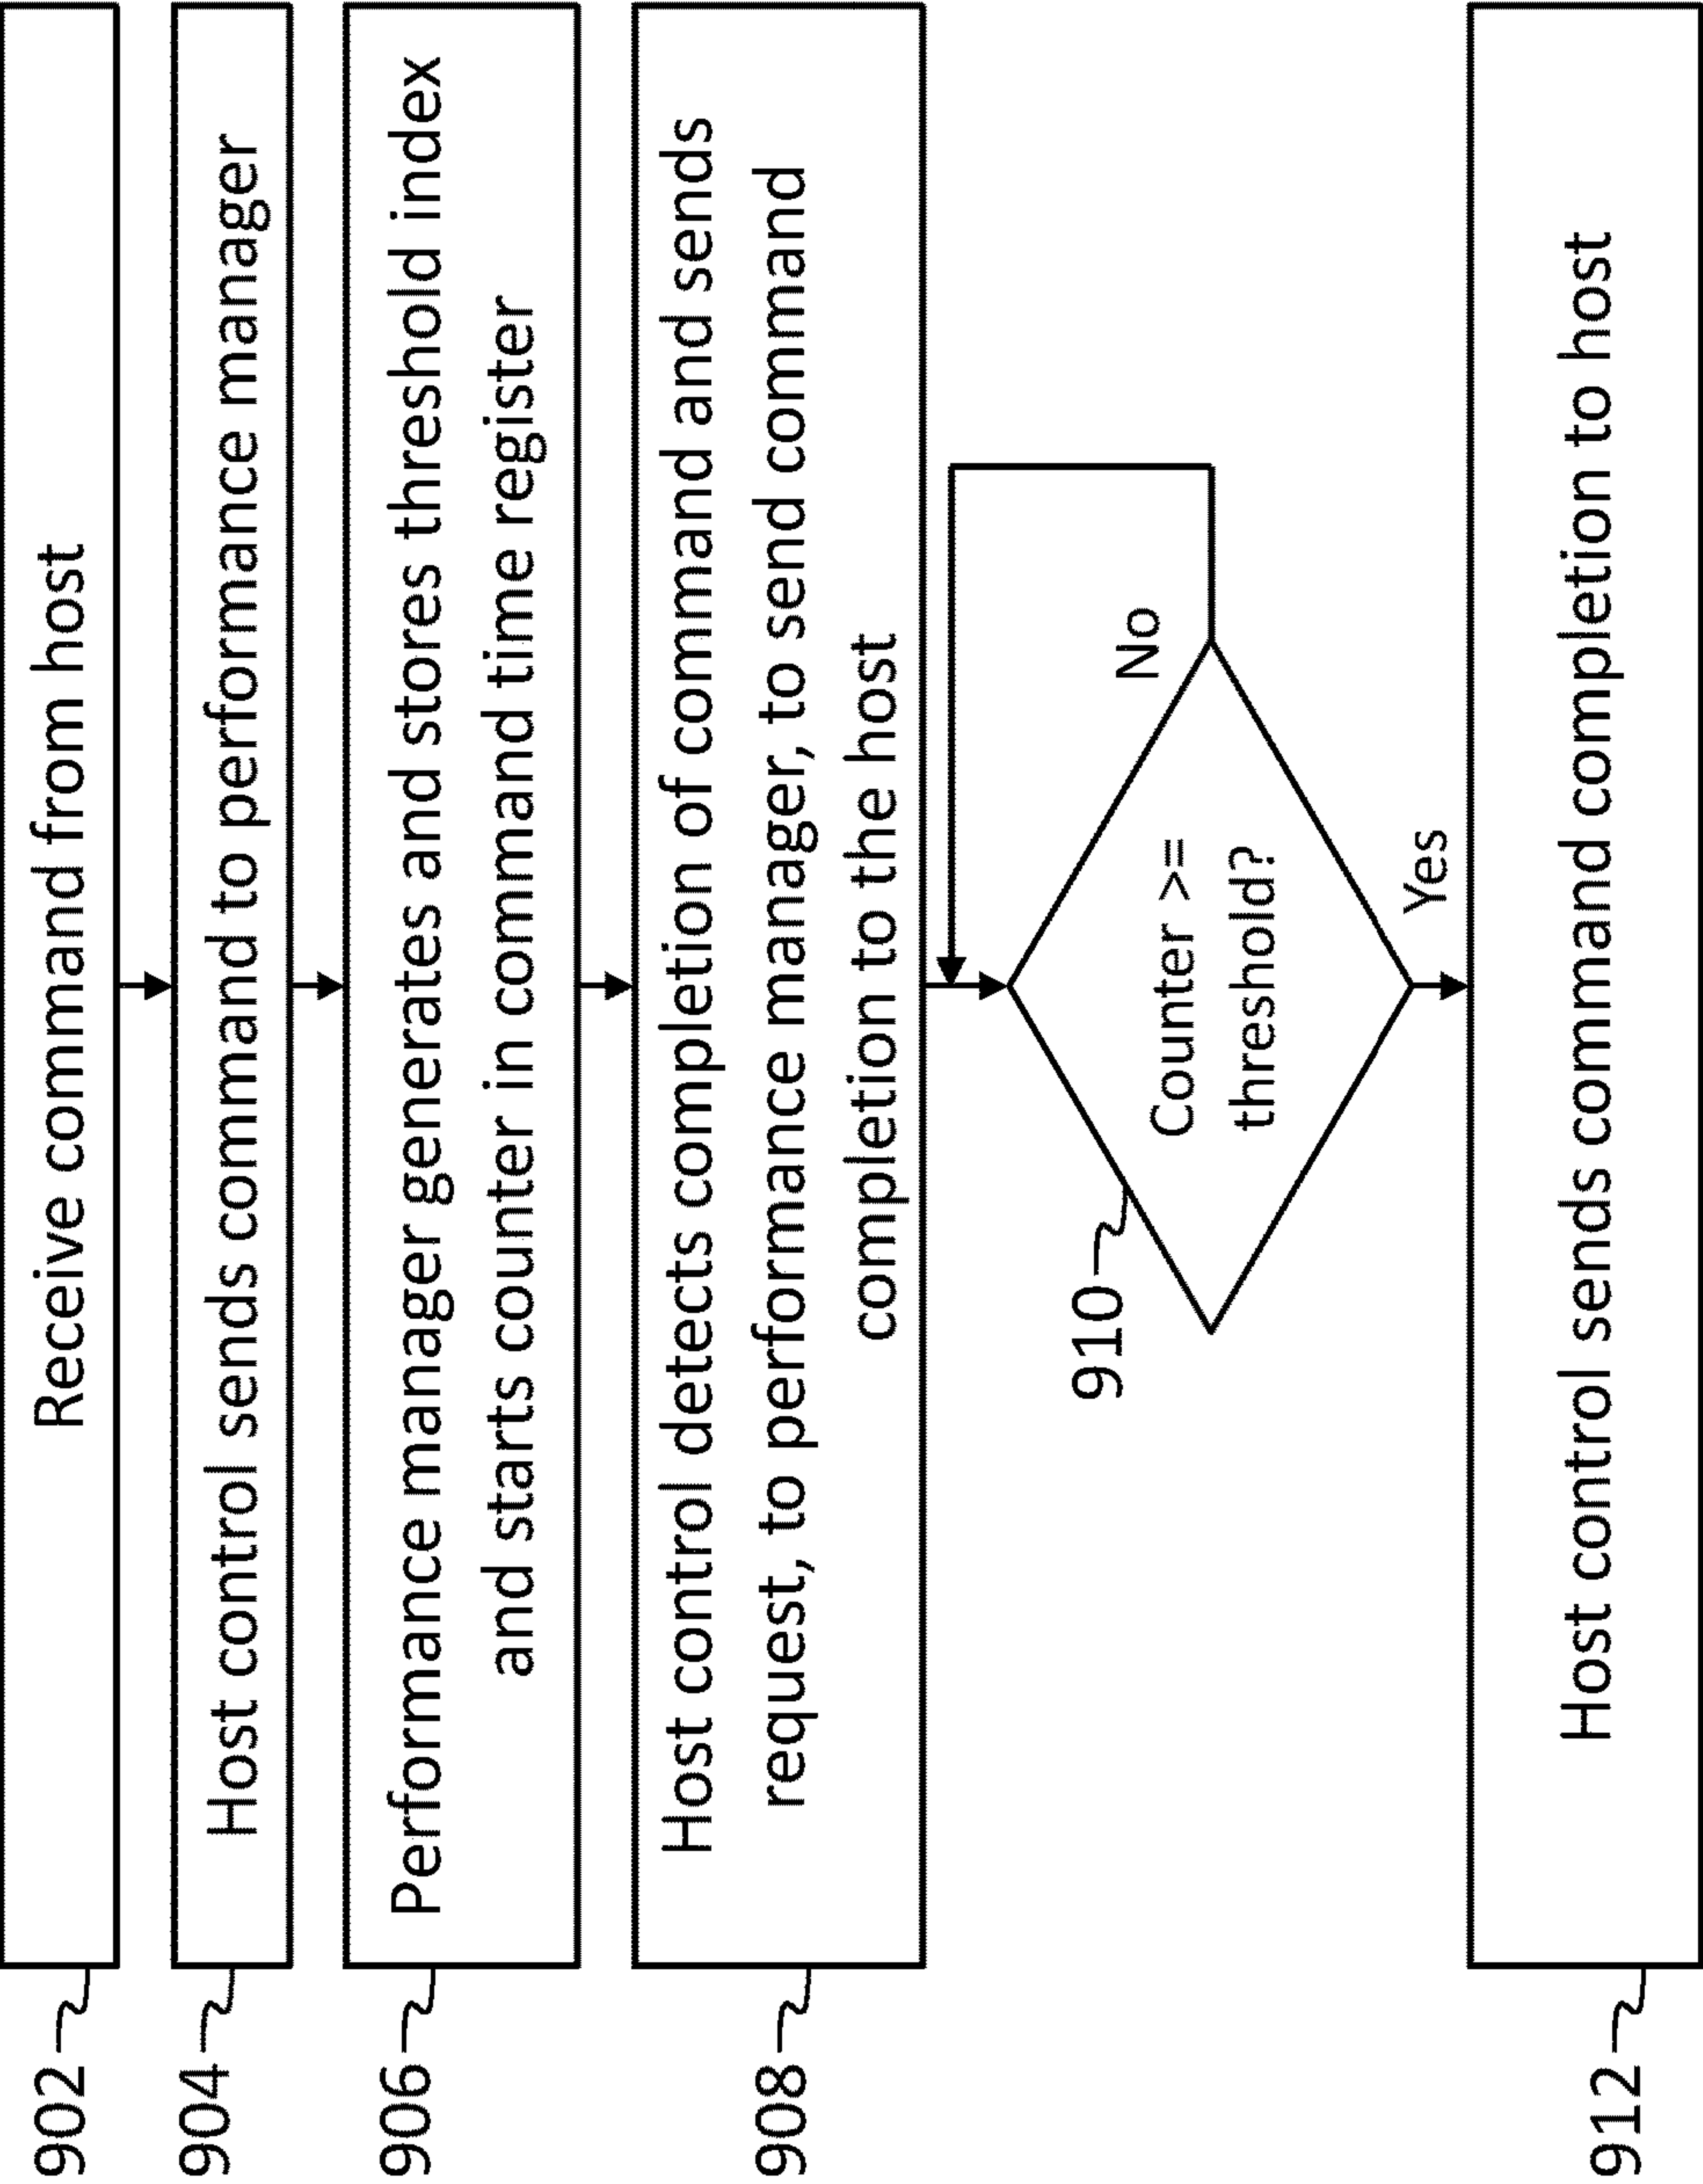 902
Receive command from host
904
Host control sends command to performance manager
906
Performance manager generates and stores threshold index
and starts counter in command time register
908
Host control detects completion of command and sends
request, to performance manager, to send command
completion to the host
910
Counter >=
threshold?
No
Yes
912
Host control sends command completion to host